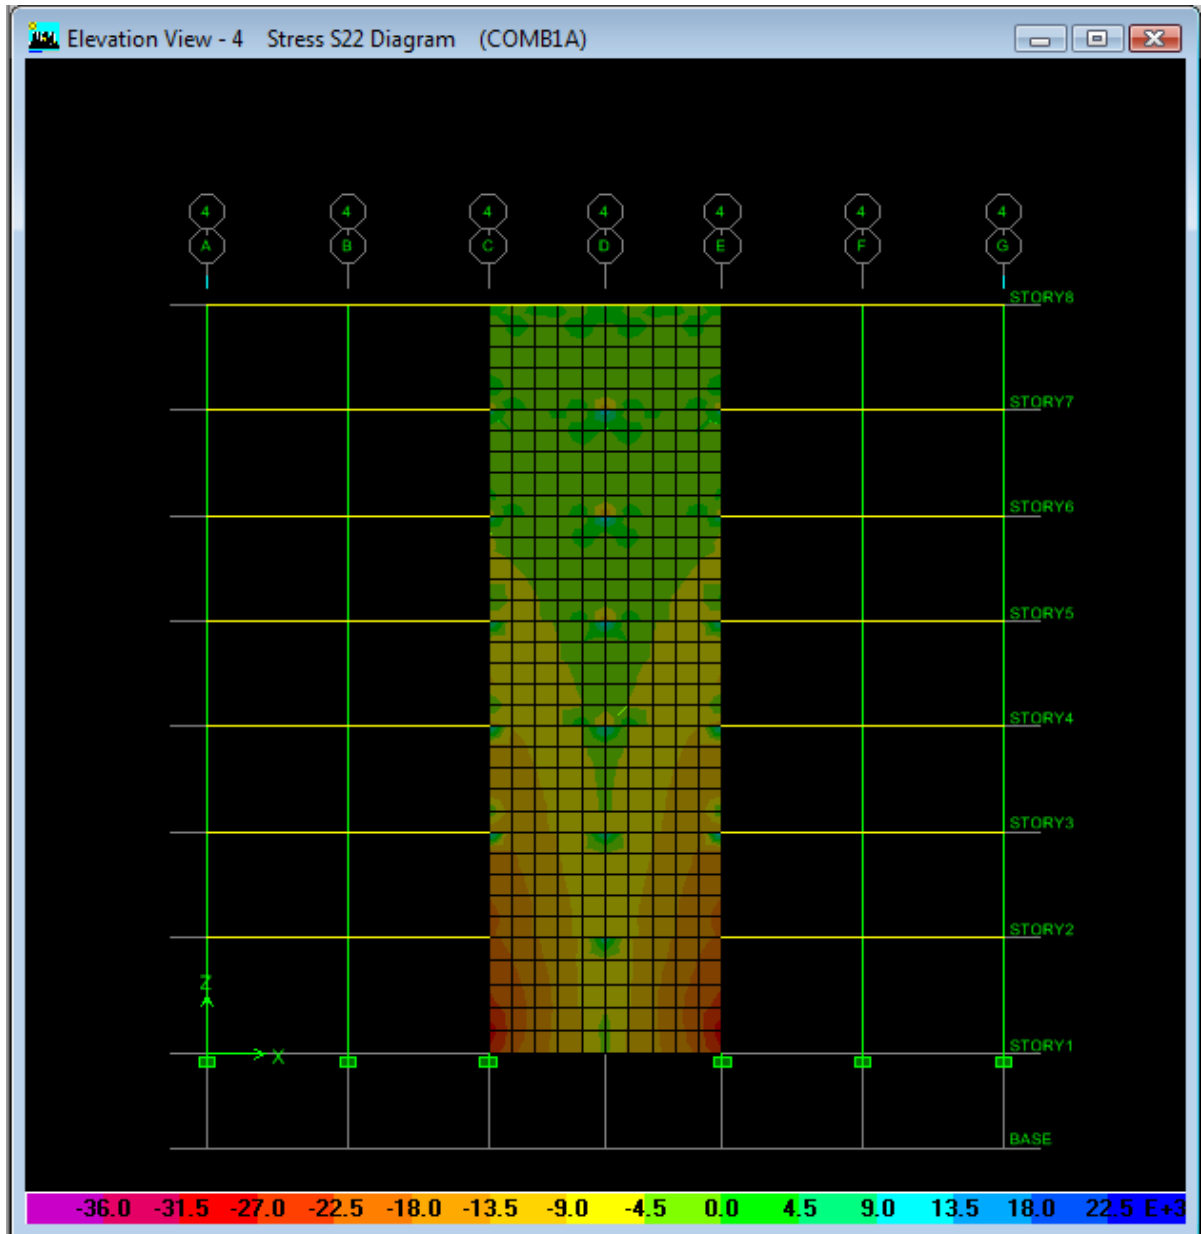 Elevation View - 4 Stress S22 Diagram (COMB1A)
4 4 4 4 4 4 4
A B C D E F G
STORY8
STORY7
STORY6
STORY5
STORY4
STORY3
STORY2
Z
X
STORY1
BASE
-36.0 -31.5 -27.0 -22.5 -18.0 -13.5 -9.0 -4.5 0.0 4.5 9.0 13.5 18.0 22.5 E+3